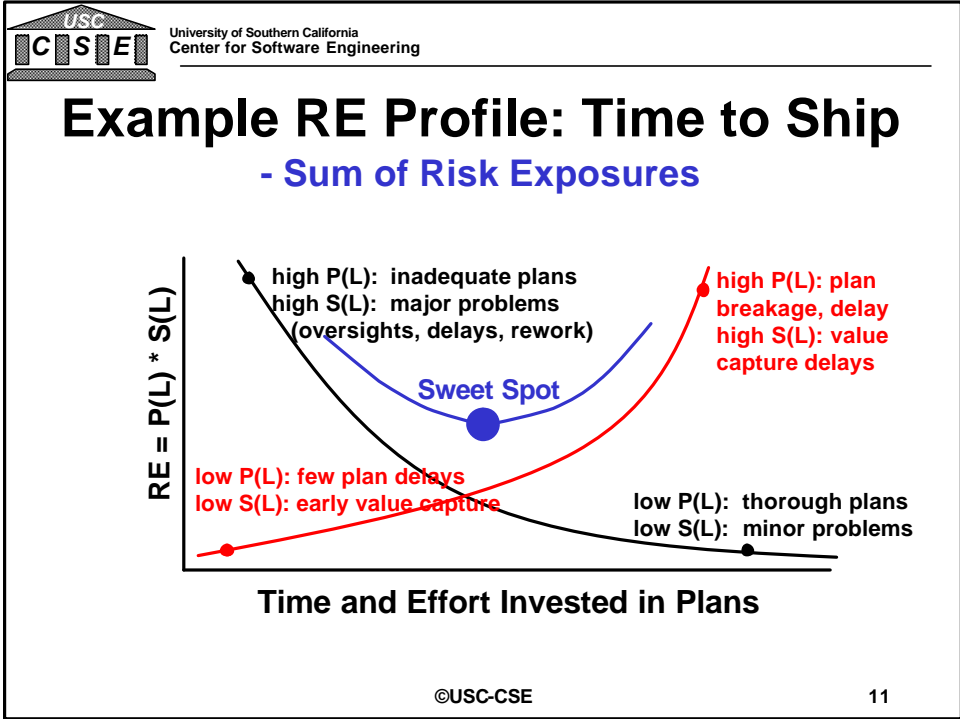 USC
C S E
University of Southern California
Center for Software Engineering
Example RE Profile: Time to Ship
- Sum of Risk Exposures
RE = P(L) * S(L)
high P(L): inadequate plans
high S(L): major problems
(oversights, delays, rework)
high P(L): plan
breakage, delay
high S(L): value
capture delays
Sweet Spot
low P(L): few plan delays
low S(L): early value capture
low P(L): thorough plans
low S(L): minor problems
Time and Effort Invested in Plans
©USC-CSE
11